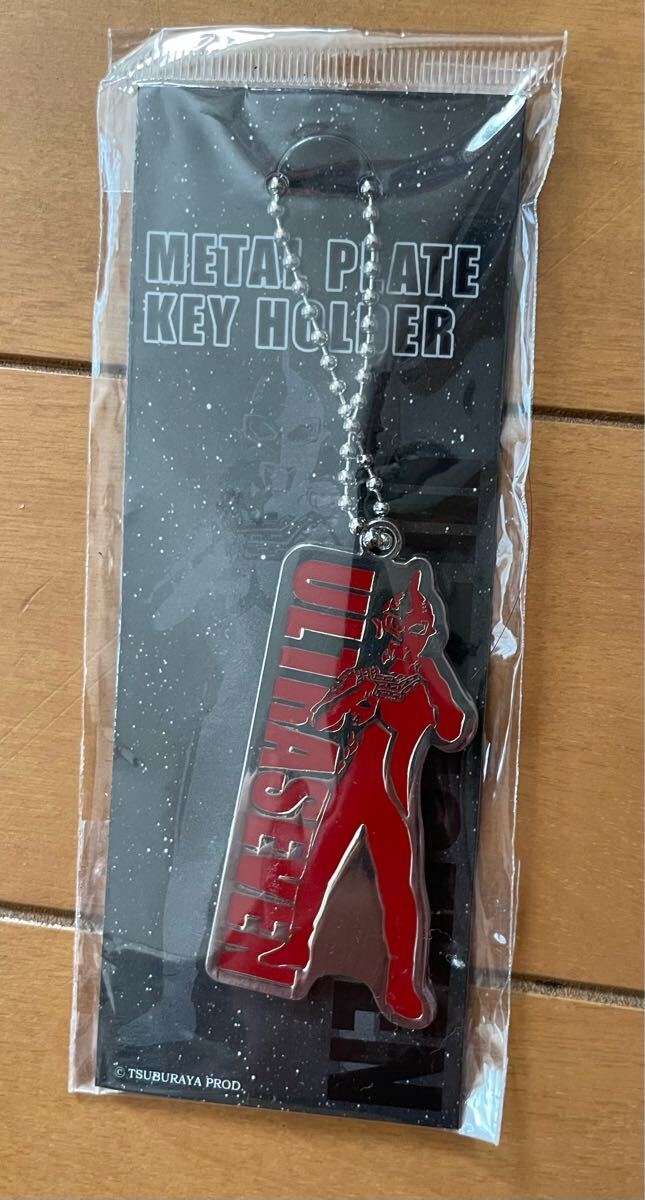 METAL PLATE
KEY HOLDER
ULTRASEVEN
© TSUBURAYA PROD.